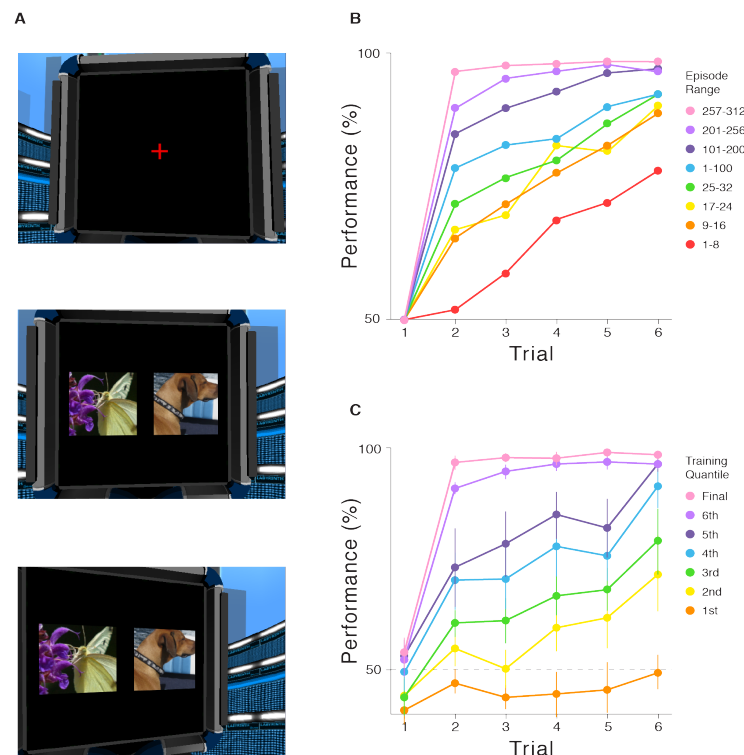 A
B
100
50
Performance (%)
1 2 3 4 5 6
Trial
Episode
Range
257-312
201-256
101-200
1-100
25-32
17-24
9-16
1-8
C
100
50
Performance (%)
1 2 3 4 5 6
Trial
Training
Quantile
Final
6th
5th
4th
3rd
2nd
1st